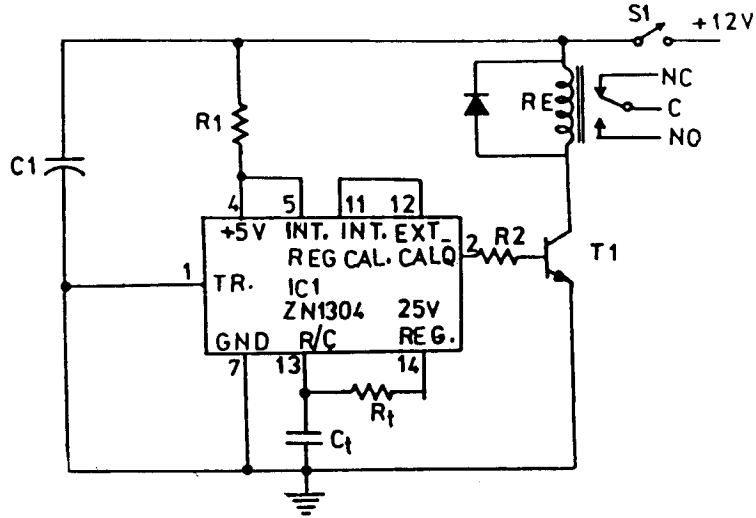 S1
+12V
NC
RE
C
R1
NO
C1
4 5 11 12
+5V INT. INT. EXT
REG CAL. CAL Q̅ 2 R2
T1
1 TR. IC1
ZN1304 25V
GND R/C REG.
7 13 14
Rt
Ct